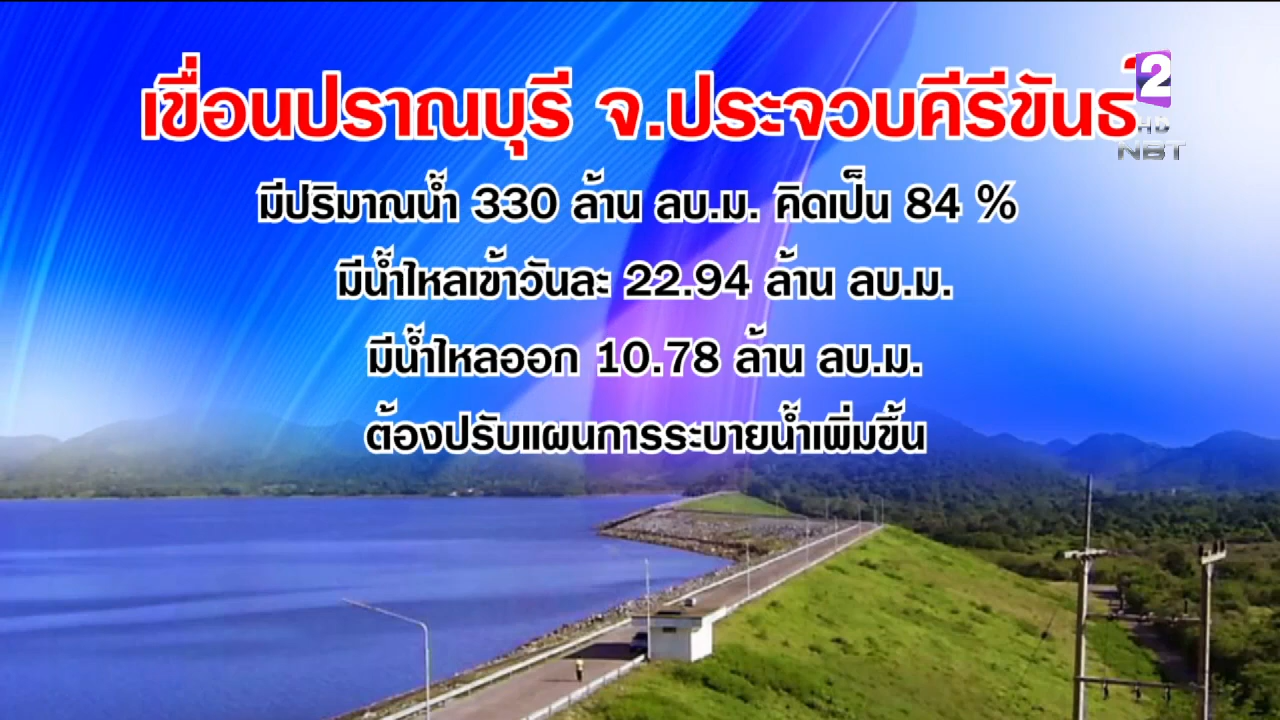 เขื่อนปราณบุรี จ.ประจวบคีรีขันธ์
มีปริมาณน้ำ 330 ล้าน ลบ.ม. คิดเป็น 84 %
มีน้ำไหลเข้าวันละ 22.94 ล้าน ลบ.ม.
มีน้ำไหลออก 10.78 ล้าน ลบ.ม.
ต้องปรับแผนการระบายน้ำเพิ่มขึ้น
2
HD
NBT